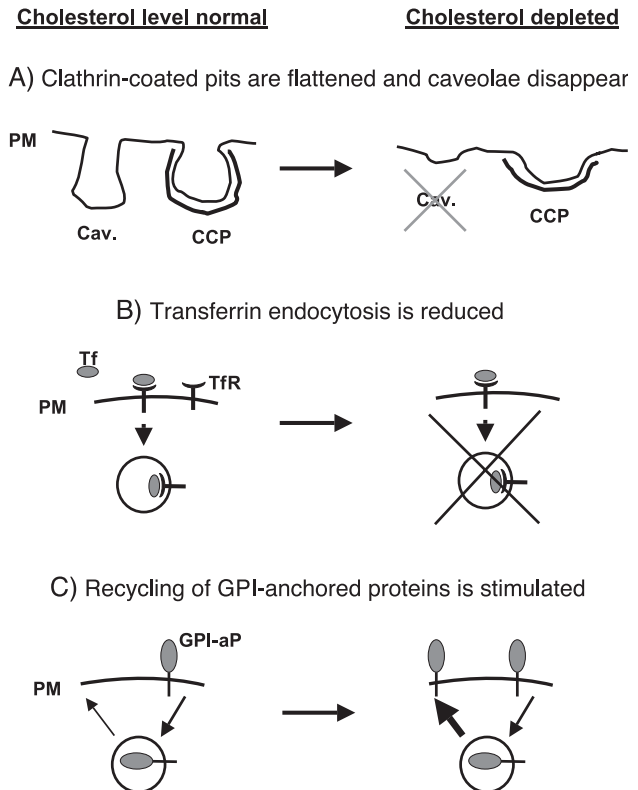 Cholesterol level normal
Cholesterol depleted
A) Clathrin-coated pits are flattened and caveolae disappear
PM
Cav.
CCP
Cav.
CCP
B) Transferrin endocytosis is reduced
Tf
TfR
PM
C) Recycling of GPI-anchored proteins is stimulated
GPI-aP
PM